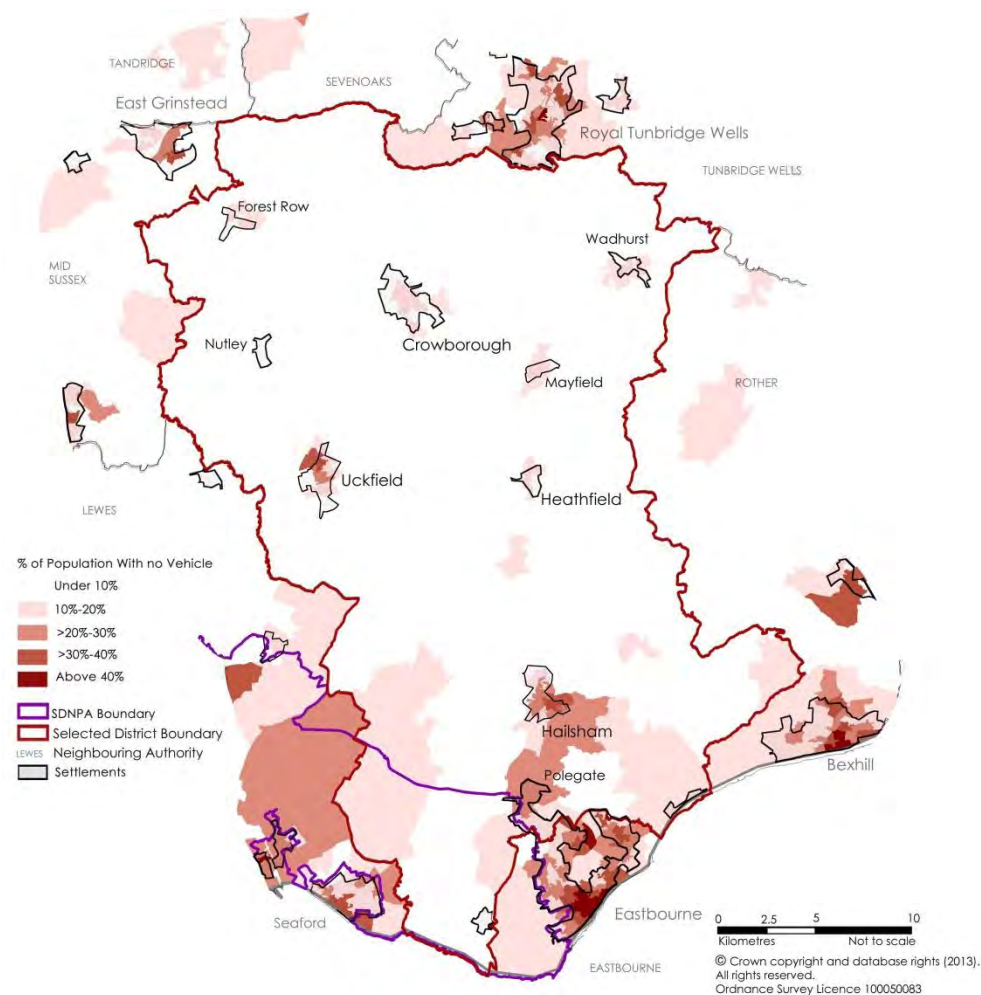 TANDRIDGE
SEVENOAKS
East Grinstead
Royal Tunbridge Wells
TUNBRIDGE WELLS
Forest Row
Wadhurst
MID
SUSSEX
Crowborough
Nutley
Mayfield
ROTHER
Uckfield
Heathfield
LEWES
% of Population With no Vehicle
Under 10%
10%-20%
>20%-30%
>30%-40%
Above 40%
SDNPA Boundary
Selected District Boundary
LEWES Neighbouring Authority
Settlements
Hailsham
Bexhill
Polegate
Seaford
Eastbourne
EASTBOURNE
0 2.5 5 10
Kilometres Not to scale
© Crown copyright and database rights (2013).
All rights reserved.
Ordnance Survey Licence 100050083